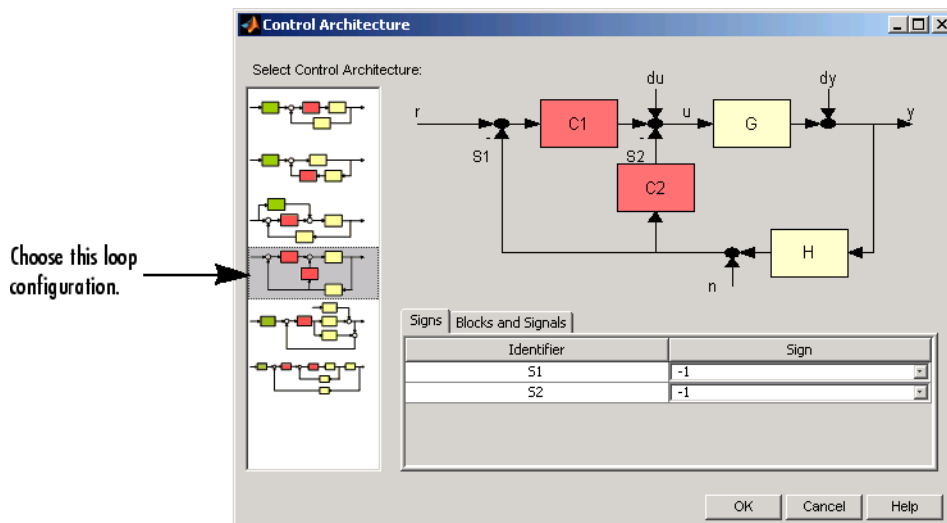 Control Architecture
Select Control Architecture:
Choose this loop
configuration.
du
dy
r
C1
u
G
y
-
-
S1
S2
C2
H
n
Signs
Blocks and Signals
Identifier
Sign
S1
-1
S2
-1
OK
Cancel
Help